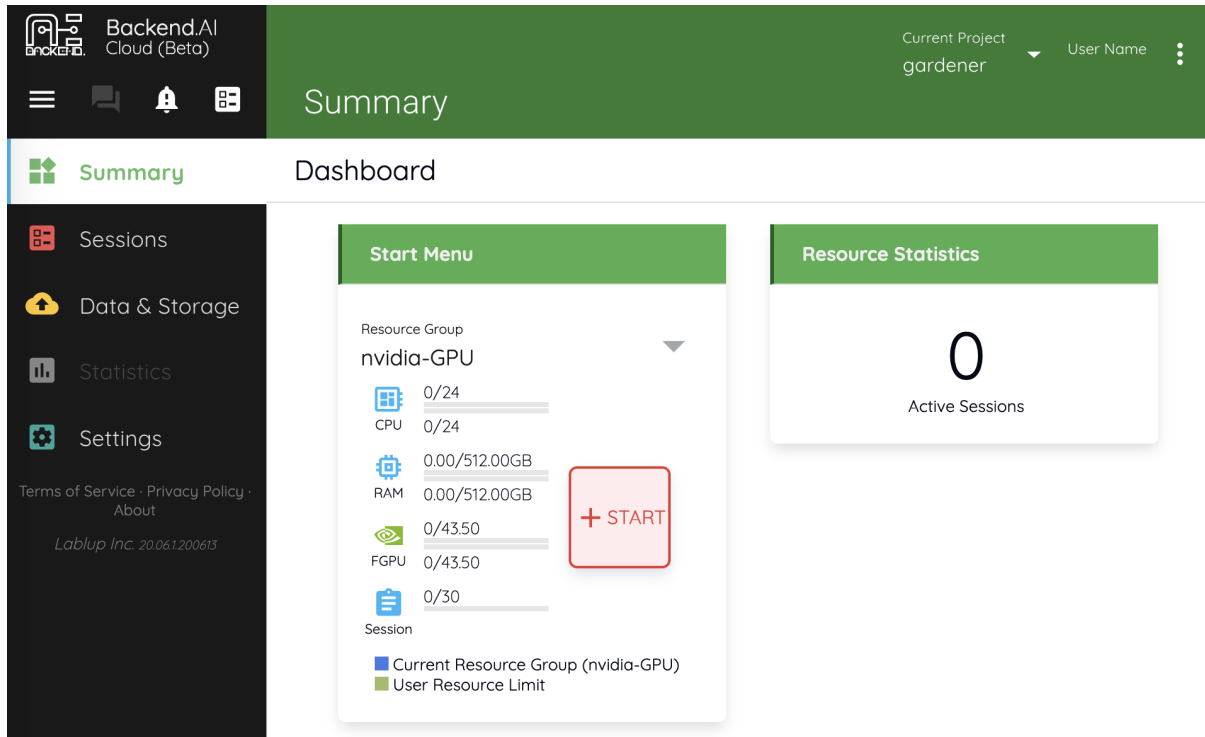 Backend.AI
Cloud (Beta)
BACKEND.
Current Project
gardener
User Name
Summary
Summary
Sessions
Data & Storage
Statistics
Settings
Terms of Service · Privacy Policy ·
About
Lablup Inc. 20.06.1.200613
Dashboard
Start Menu
Resource Group
nvidia-GPU
0/24
CPU
0/24
0.00/512.00GB
RAM
0.00/512.00GB
0/43.50
FGPU
0/43.50
0/30
Session
+ START
Current Resource Group (nvidia-GPU)
User Resource Limit
Resource Statistics
0
Active Sessions